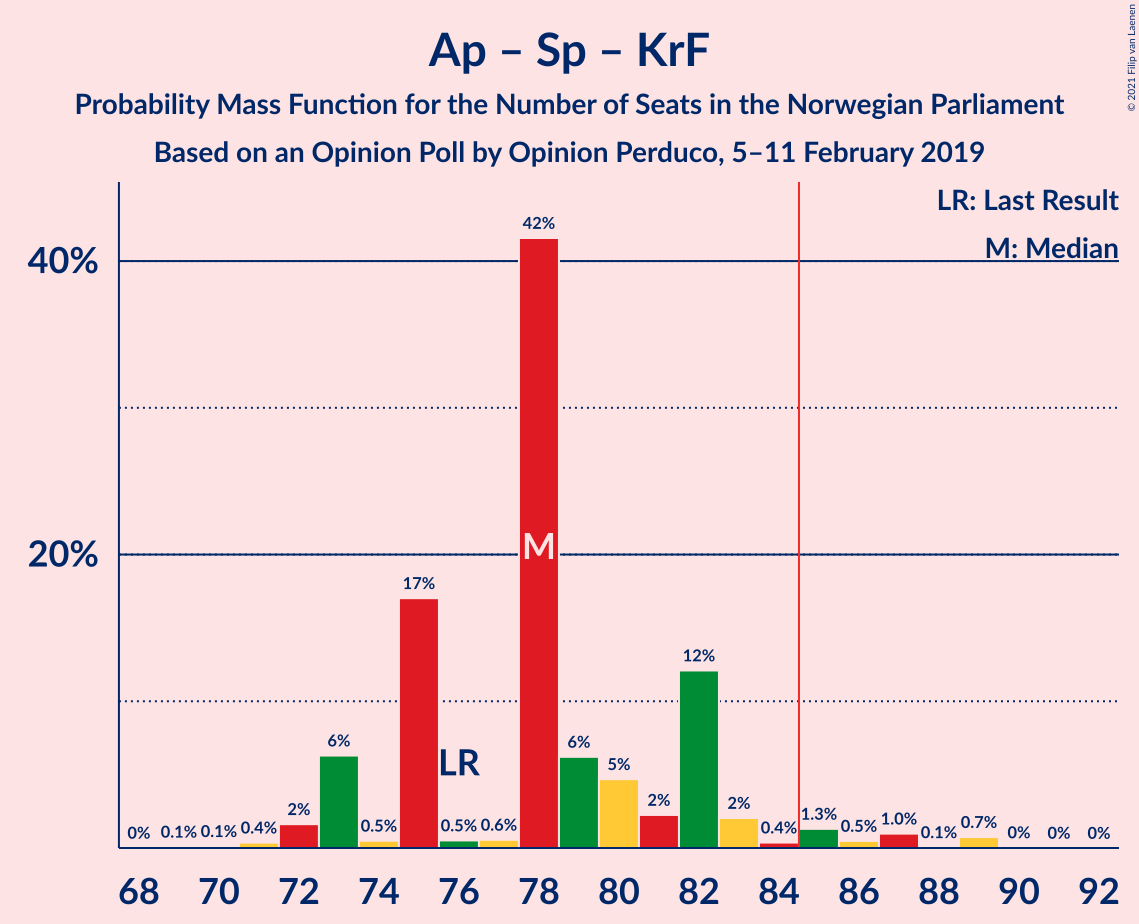 Ap – Sp – KrF
Probability Mass Function for the Number of Seats in the Norwegian Parliament
Based on an Opinion Poll by Opinion Perduco, 5–11 February 2019
© 2021 Filip van Laenen
LR: Last Result
M: Median
40%
20%
0% 0.1% 0.1% 0.4% 2% 6% 0.5% 17% 0.5% 0.6% 42% 6% 5% 2% 12% 2% 0.4% 1.3% 0.5% 1.0% 0.1% 0.7% 0% 0% 0%
LR
M
68 70 72 74 76 78 80 82 84 86 88 90 92